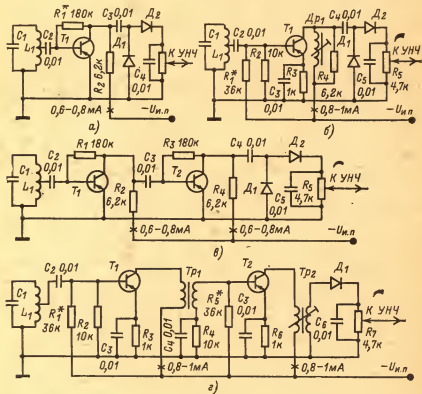 R1* 180к C3 0,01 Д2
C1 C2 T1 Д1 К УНЧ
L1 0,01 R2 6,2к C4 0,01
0,6-0,8мА -Uи.п
а)
C1 C2 T1 Др1 C4 0,01 Д2
L1 0,01 R2 10к R3 1к R4 Д1 C5 К УНЧ
R1* 36к C3 0,01 6,2к 0,01 R5 4,7к
0,8-1мА -Uи.п
б)
R1 180к R3 180к C4 0,01 Д2
C1 C2 C3 0,01 К УНЧ
L1 0,01 T1 R2 6,2к T2 R4 6,2к Д1 C5 0,01 R5 4,7к
0,6-0,8мА 0,6-0,8мА -Uи.п
в)
C2 0,01 T1 Тр1 T2 Тр2 Д1
C1 К УНЧ
L1 R1* 36к R2 10к C3 0,01 R3 1к C4 0,01 R4 10к R5* 36к C3 0,01 R6 1к C6 0,01 R7 4,7к
0,8-1мА 0,8-1мА -Uи.п
г)